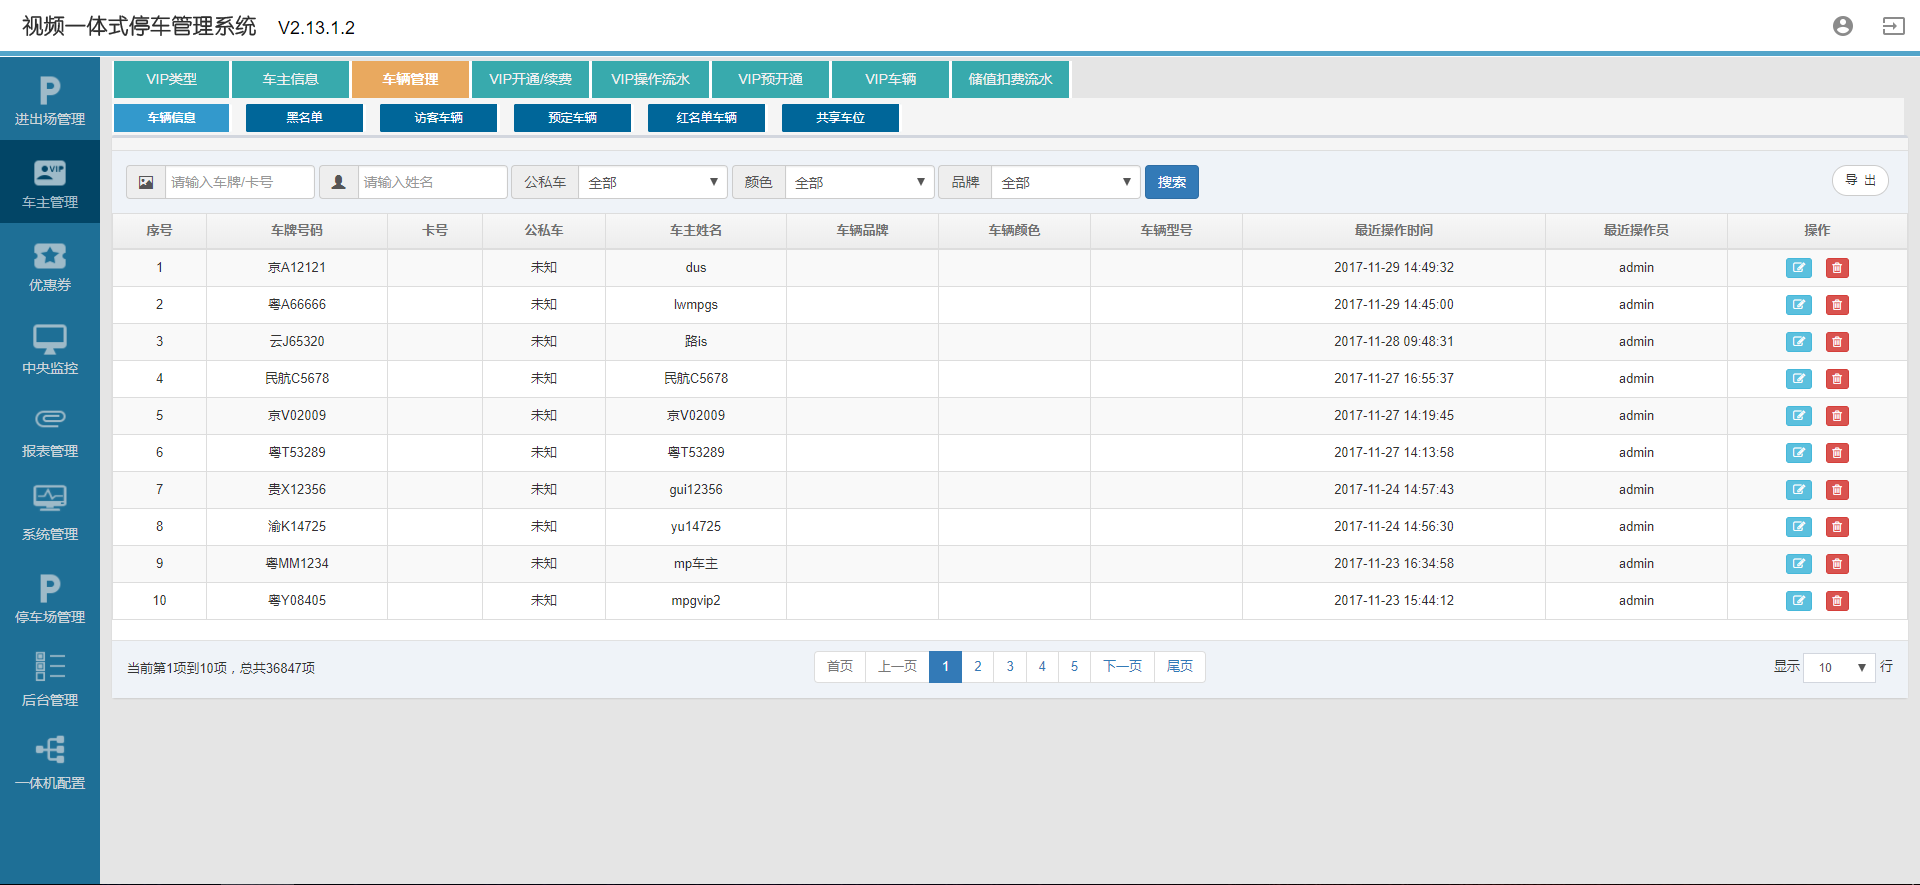 视频一体式停车管理系统 V2.13.1.2
进出场管理
车主管理
优惠券
中央监控
报表管理
系统管理
停车场管理
后台管理
一体机配置
VIP类型 车主信息 车辆管理 VIP开通/续费 VIP操作流水 VIP预开通 VIP车辆 储值扣费流水
车辆信息 黑名单 访客车辆 预定车辆 红名单车辆 共享车位
请输入车牌/卡号 请输入姓名 公私车 全部 颜色 全部 品牌 全部 搜索 导 出
序号 车牌号码 卡号 公私车 车主姓名 车辆品牌 车辆颜色 车辆型号 最近操作时间 最近操作员 操作
1 京A12121 未知 dus 2017-11-29 14:49:32 admin
2 粤A66666 未知 lwmpgs 2017-11-29 14:45:00 admin
3 云J65320 未知 路is 2017-11-28 09:48:31 admin
4 民航C5678 未知 民航C5678 2017-11-27 16:55:37 admin
5 京V02009 未知 京V02009 2017-11-27 14:19:45 admin
6 粤T53289 未知 粤T53289 2017-11-27 14:13:58 admin
7 贵X12356 未知 gui12356 2017-11-24 14:57:43 admin
8 渝K14725 未知 yu14725 2017-11-24 14:56:30 admin
9 粤MM1234 未知 mp车主 2017-11-23 16:34:58 admin
10 粤Y08405 未知 mpgvip2 2017-11-23 15:44:12 admin
当前第1项到10项，总共36847项 首页 上一页 1 2 3 4 5 下一页 尾页 显示 10 行